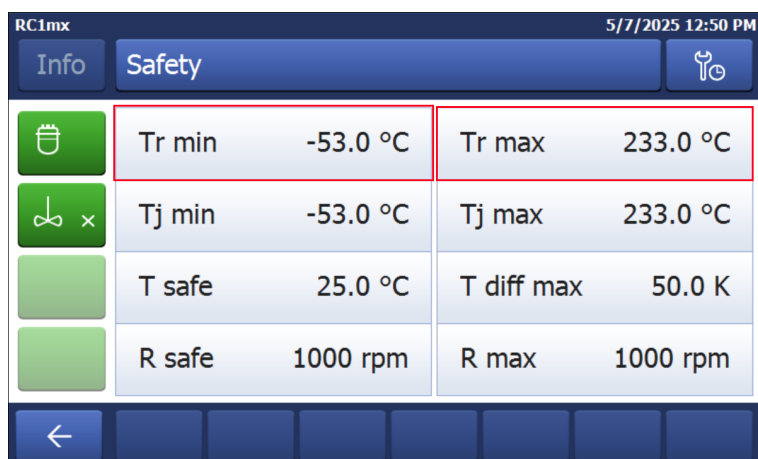 RC1mx 5/7/2025 12:50 PM
Info Safety
Tr min -53.0 °C Tr max 233.0 °C
x Tj min -53.0 °C Tj max 233.0 °C
T safe 25.0 °C T diff max 50.0 K
R safe 1000 rpm R max 1000 rpm